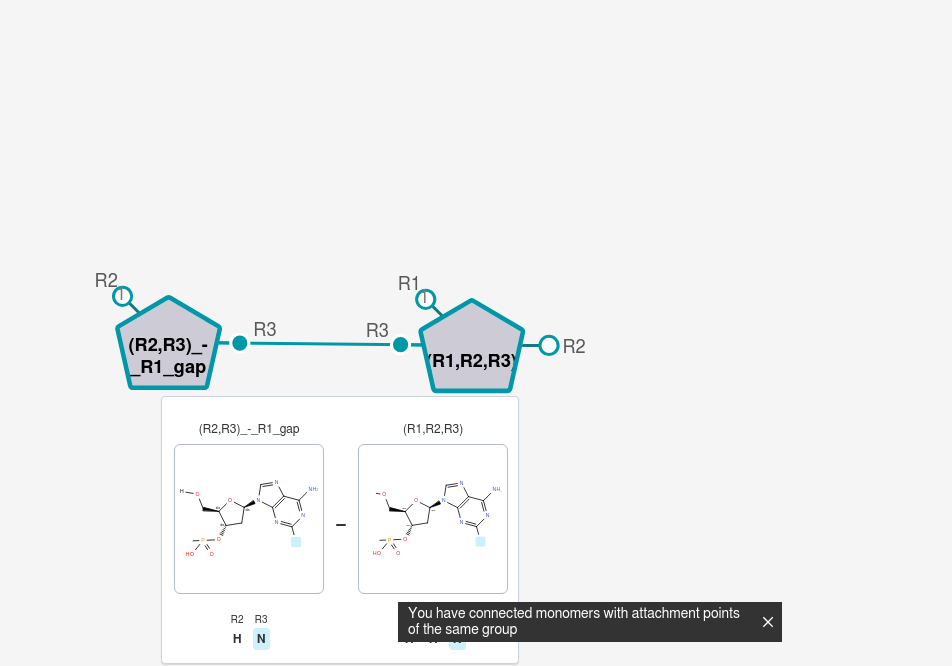 R2
R1
R3
R3
R2
(R2,R3)_-
_R1_gap
(R1,R2,R3)
(R2,R3)_-_R1_gap
(R1,R2,R3)
H
O
O
N
N
N
N
NH₂
O
P
HO
O
O
O
N
N
N
N
NH
O
P
HO
O
R2 R3
H N
You have connected monomers with attachment points
of the same group